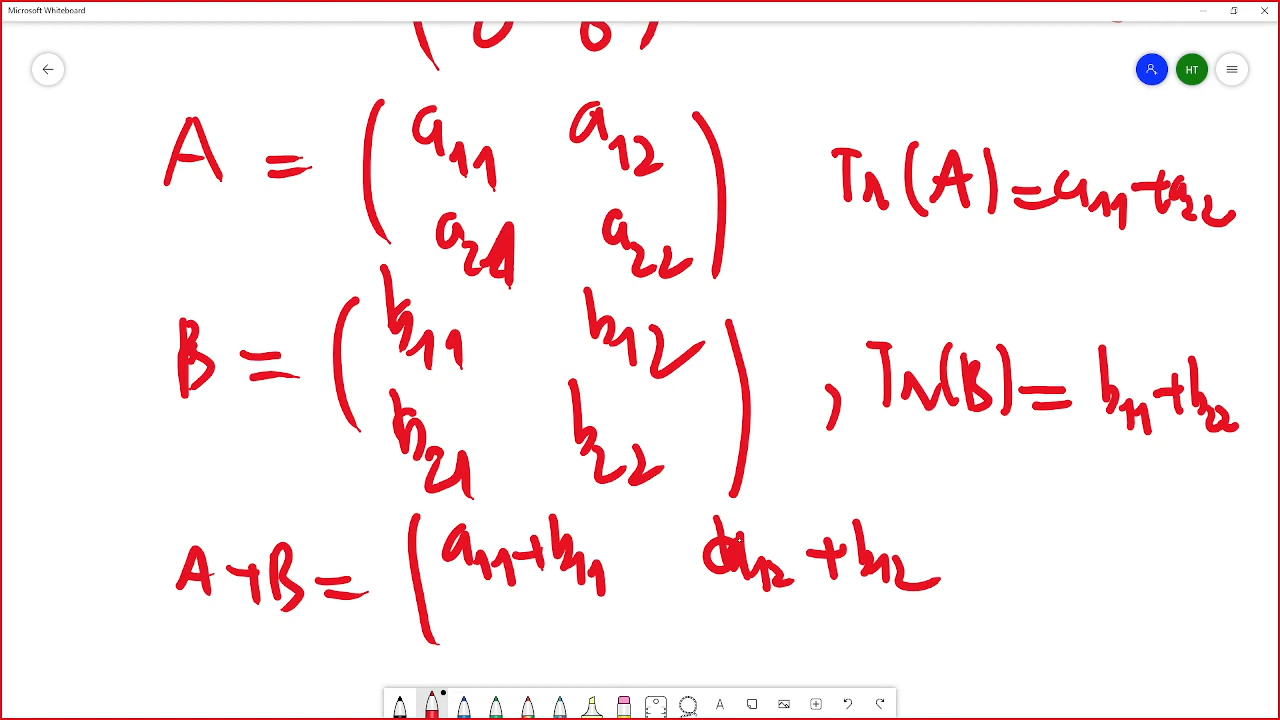 Microsoft Whiteboard
HT
A = ( a11 a12
a21 a22 ) Tr(A) = a11 + a22
B = ( b11 b12
b21 b22 ) , Tr(B) = b11 + b22
A + B = ( a11 + b11 a12 + b12
A